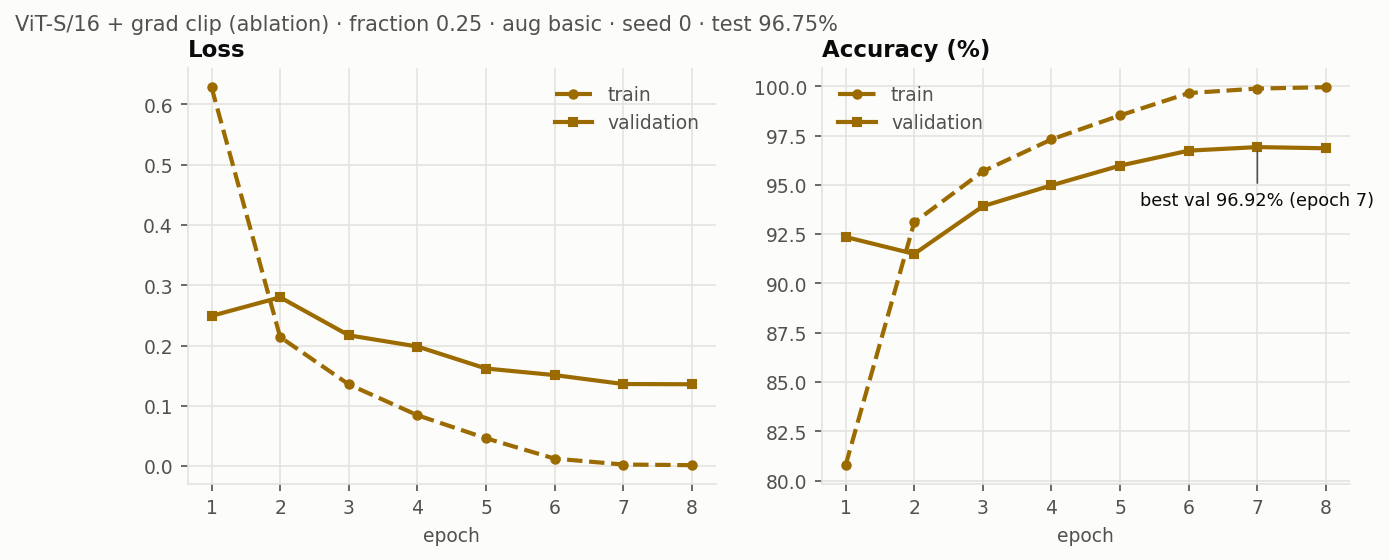 ViT-S/16 + grad clip (ablation) · fraction 0.25 · aug basic · seed 0 · test 96.75%
Loss
train
validation
0.6
0.5
0.4
0.3
0.2
0.1
0.0
1 2 3 4 5 6 7 8
epoch
Accuracy (%)
train
validation
best val 96.92% (epoch 7)
100.0
97.5
95.0
92.5
90.0
87.5
85.0
82.5
80.0
1 2 3 4 5 6 7 8
epoch